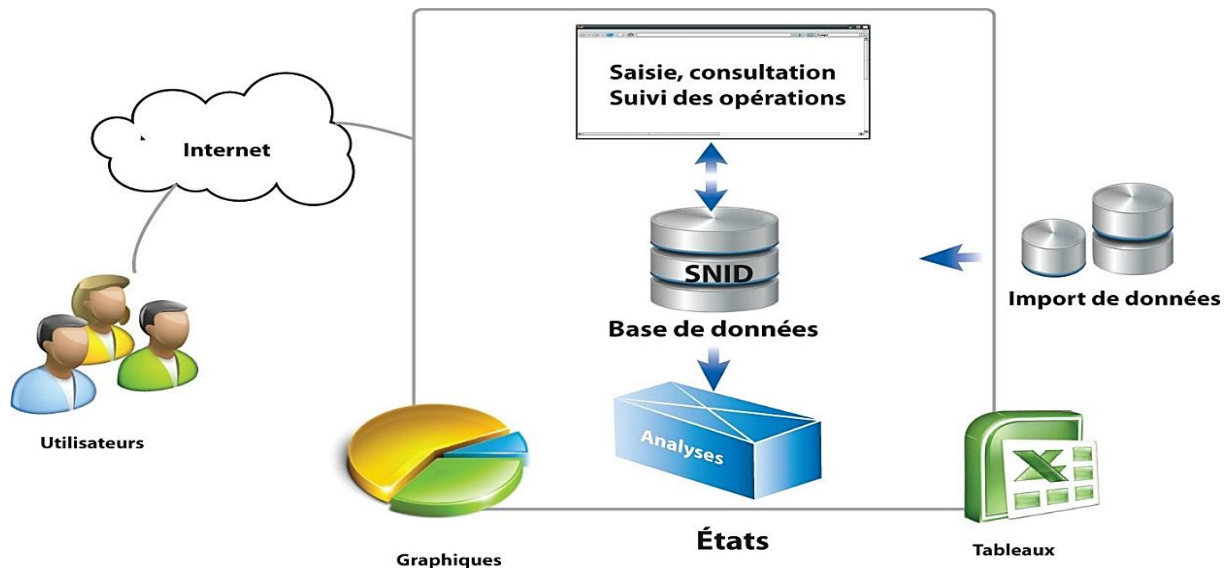 Saisie, consultation
Suivi des opérations
Internet
SNID
Base de données
Import de données
Utilisateurs
Analyses
États
Graphiques
Tableaux